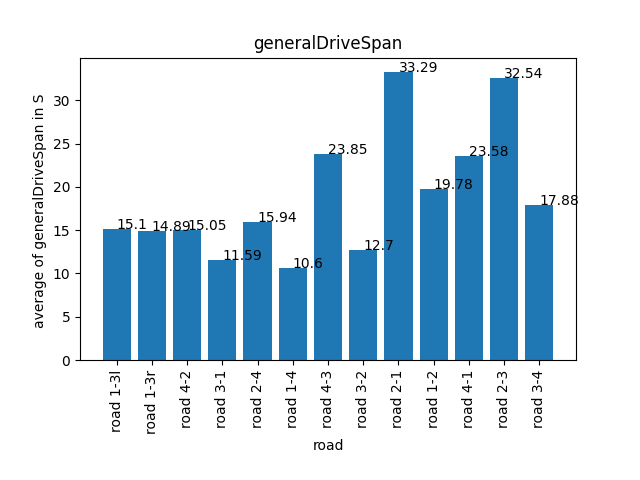 generalDriveSpan
average of generalDriveSpan in S
30
25
20
15
10
5
0
15.1
14.89
15.05
11.59
15.94
10.6
23.85
12.7
33.29
19.78
23.58
32.54
17.88
road 1-3l
road 1-3r
road 4-2
road 3-1
road 2-4
road 1-4
road 4-3
road 3-2
road 2-1
road 1-2
road 4-1
road 2-3
road 3-4
road